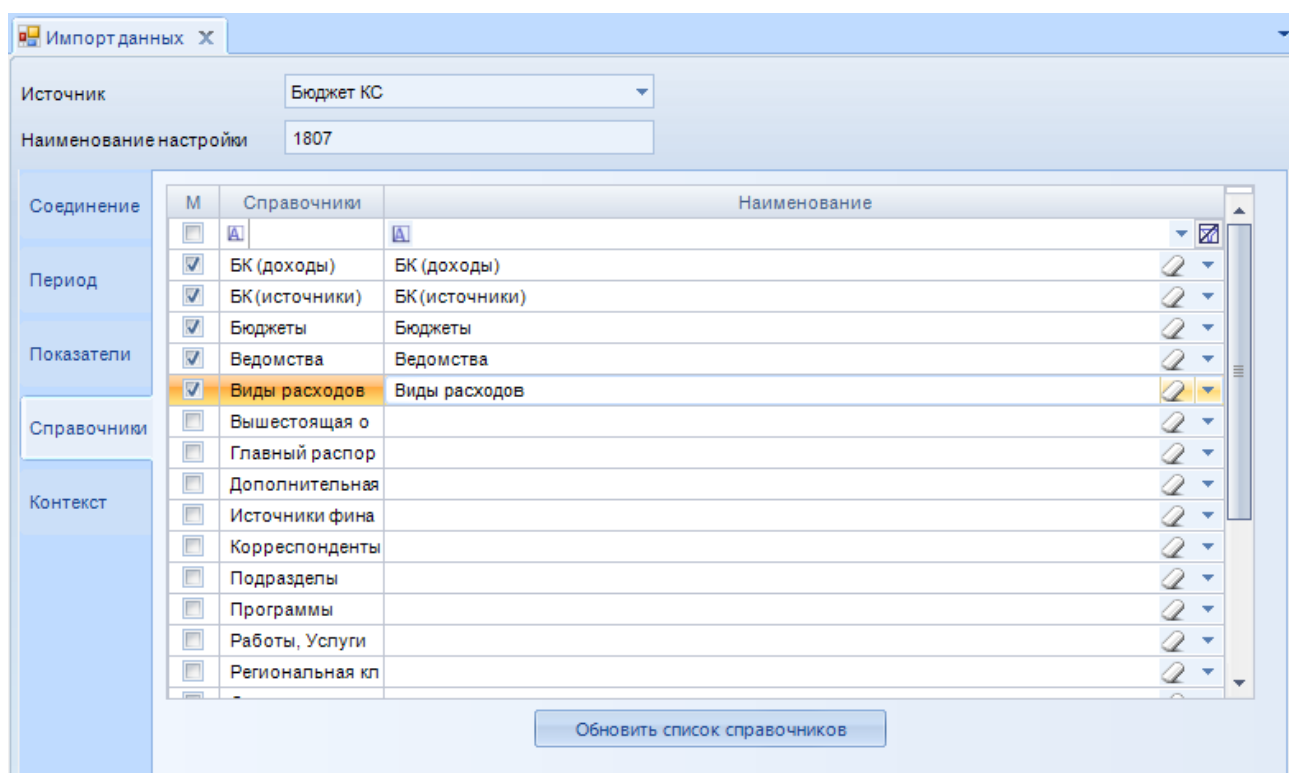 Импорт данных
Источник Бюджет КС
Наименование настройки 1807
Соединение
Период
Показатели
Справочники
Контекст
М Справочники Наименование
БК (доходы) БК (доходы)
БК(источники) БК(источники)
Бюджеты Бюджеты
Ведомства Ведомства
Виды расходов Виды расходов
Вышестоящая о
Главный распор
Дополнительная
Источники фина
Корреспонденты
Подразделы
Программы
Работы, Услуги
Региональная кл
Обновить список справочников